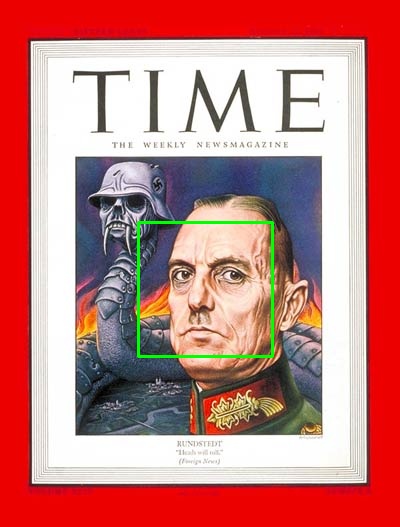 TIME
THE WEEKLY NEWSMAGAZINE
RUNDSTEDT
"Heads will roll."
(Foreign News)